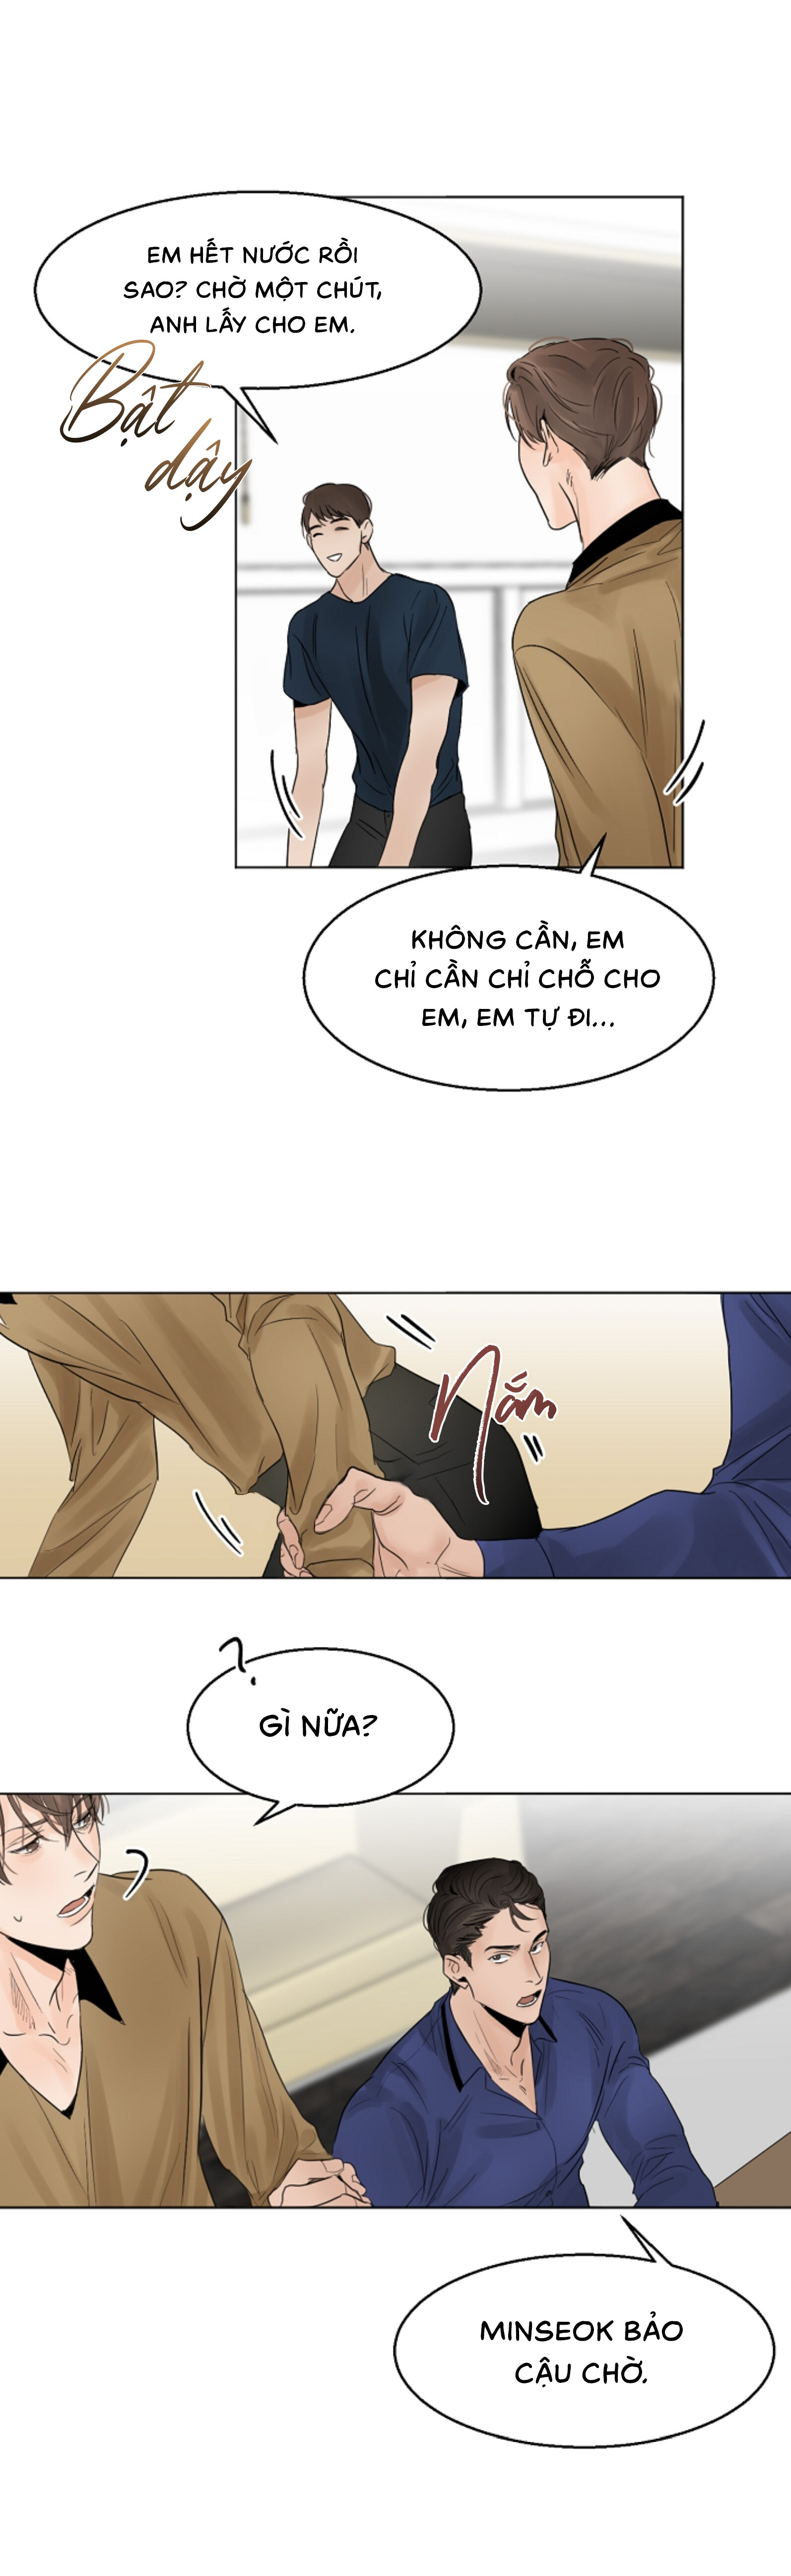 EM HẾT NƯỚC RỒI
SAO? CHỜ MỘT CHÚT,
ANH LẤY CHO EM.
Bật
dậy
KHÔNG CẦN, EM
CHỈ CẦN CHỈ CHỖ CHO
EM, EM TỰ ĐI...
Nắm
?
GÌ NỮA?
MINSEOK BẢO
CẬU CHỜ.